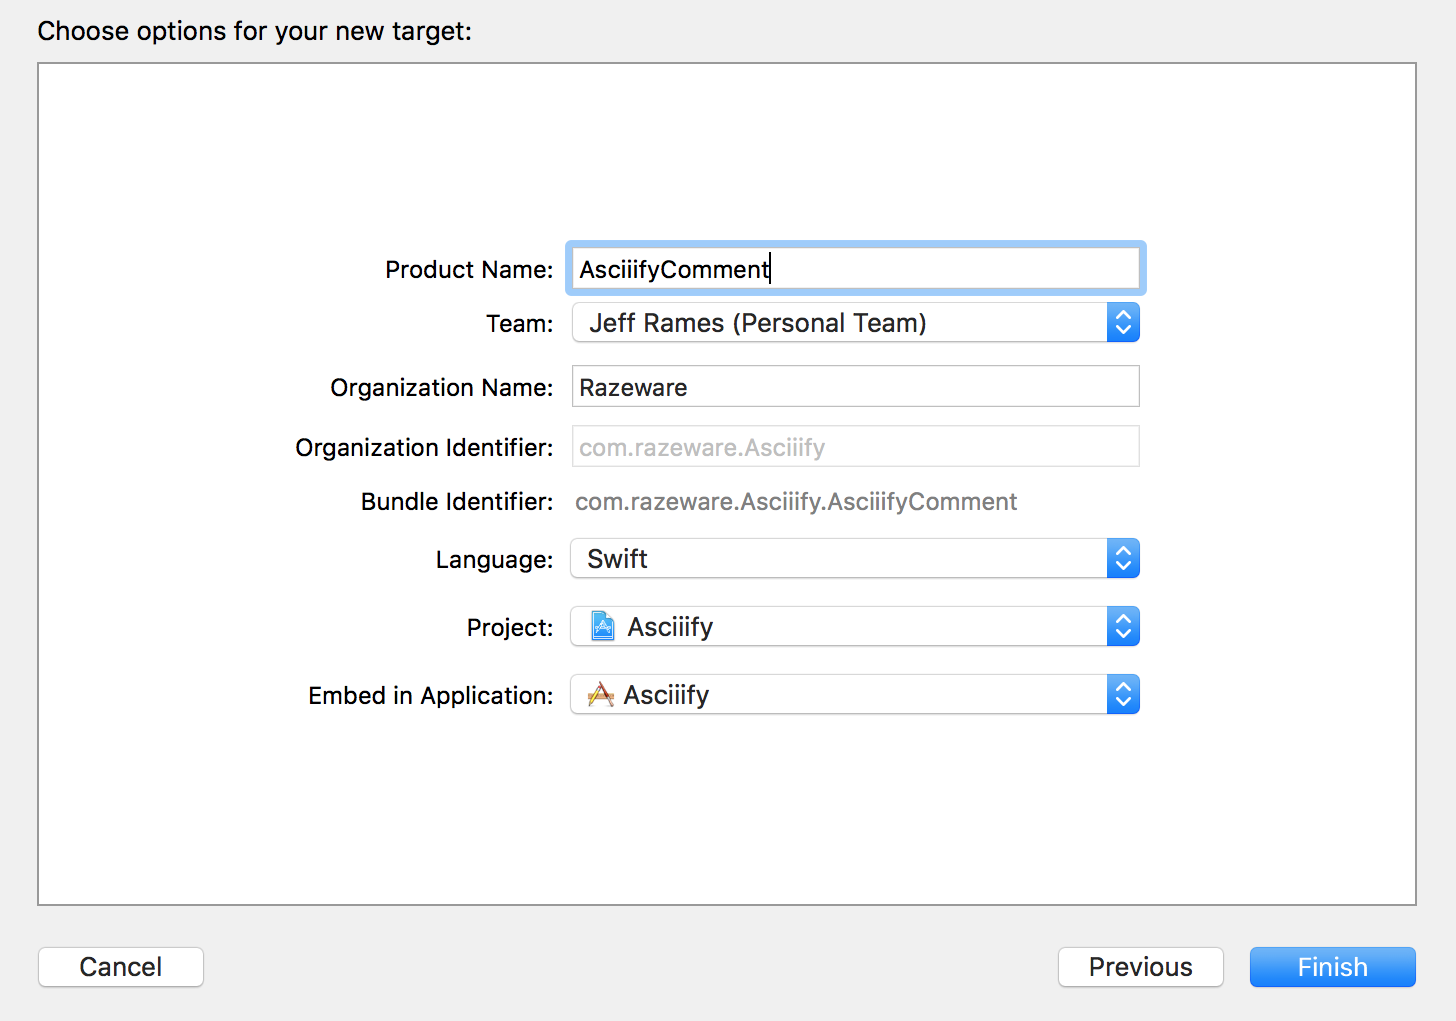 Choose options for your new target:
Product Name: AsciiifyComment
Team: Jeff Rames (Personal Team)
Organization Name: Razeware
Organization Identifier: com.razeware.Asciiify
Bundle Identifier: com.razeware.Asciiify.AsciiifyComment
Language: Swift
Project: Asciiify
Embed in Application: Asciiify
Cancel Previous Finish